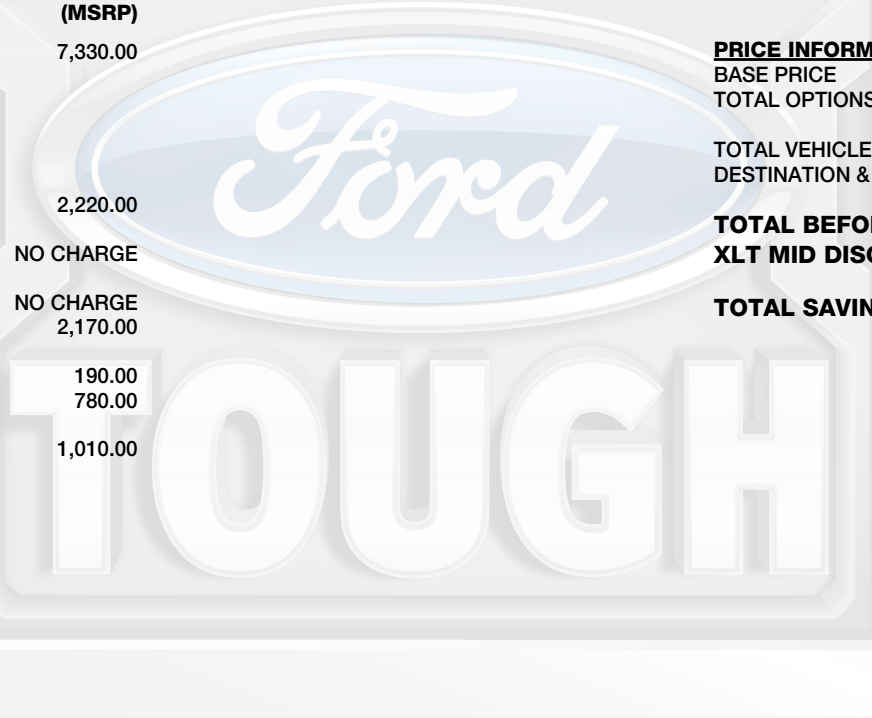 (MSRP)
7,330.00
2,220.00
NO CHARGE
NO CHARGE
2,170.00
190.00
780.00
1,010.00
PRICE INFORM
BASE PRICE
TOTAL OPTIONS
TOTAL VEHICLE
DESTINATION &
TOTAL BEFO
XLT MID DISC
TOTAL SAVIN
Ford
TOUGH